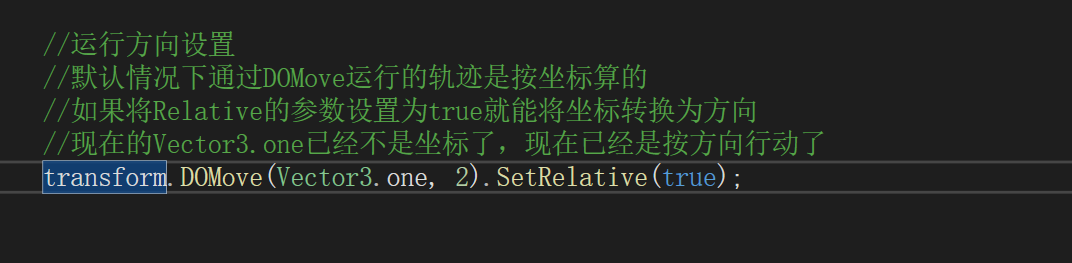 //运行方向设置
//默认情况下通过DOMove运行的轨迹是按坐标算的
//如果将Relative的参数设置为true就能将坐标转换为方向
//现在的Vector3.one已经不是坐标了，现在已经是按方向行动了
transform.DOMove(Vector3.one, 2).SetRelative(true);